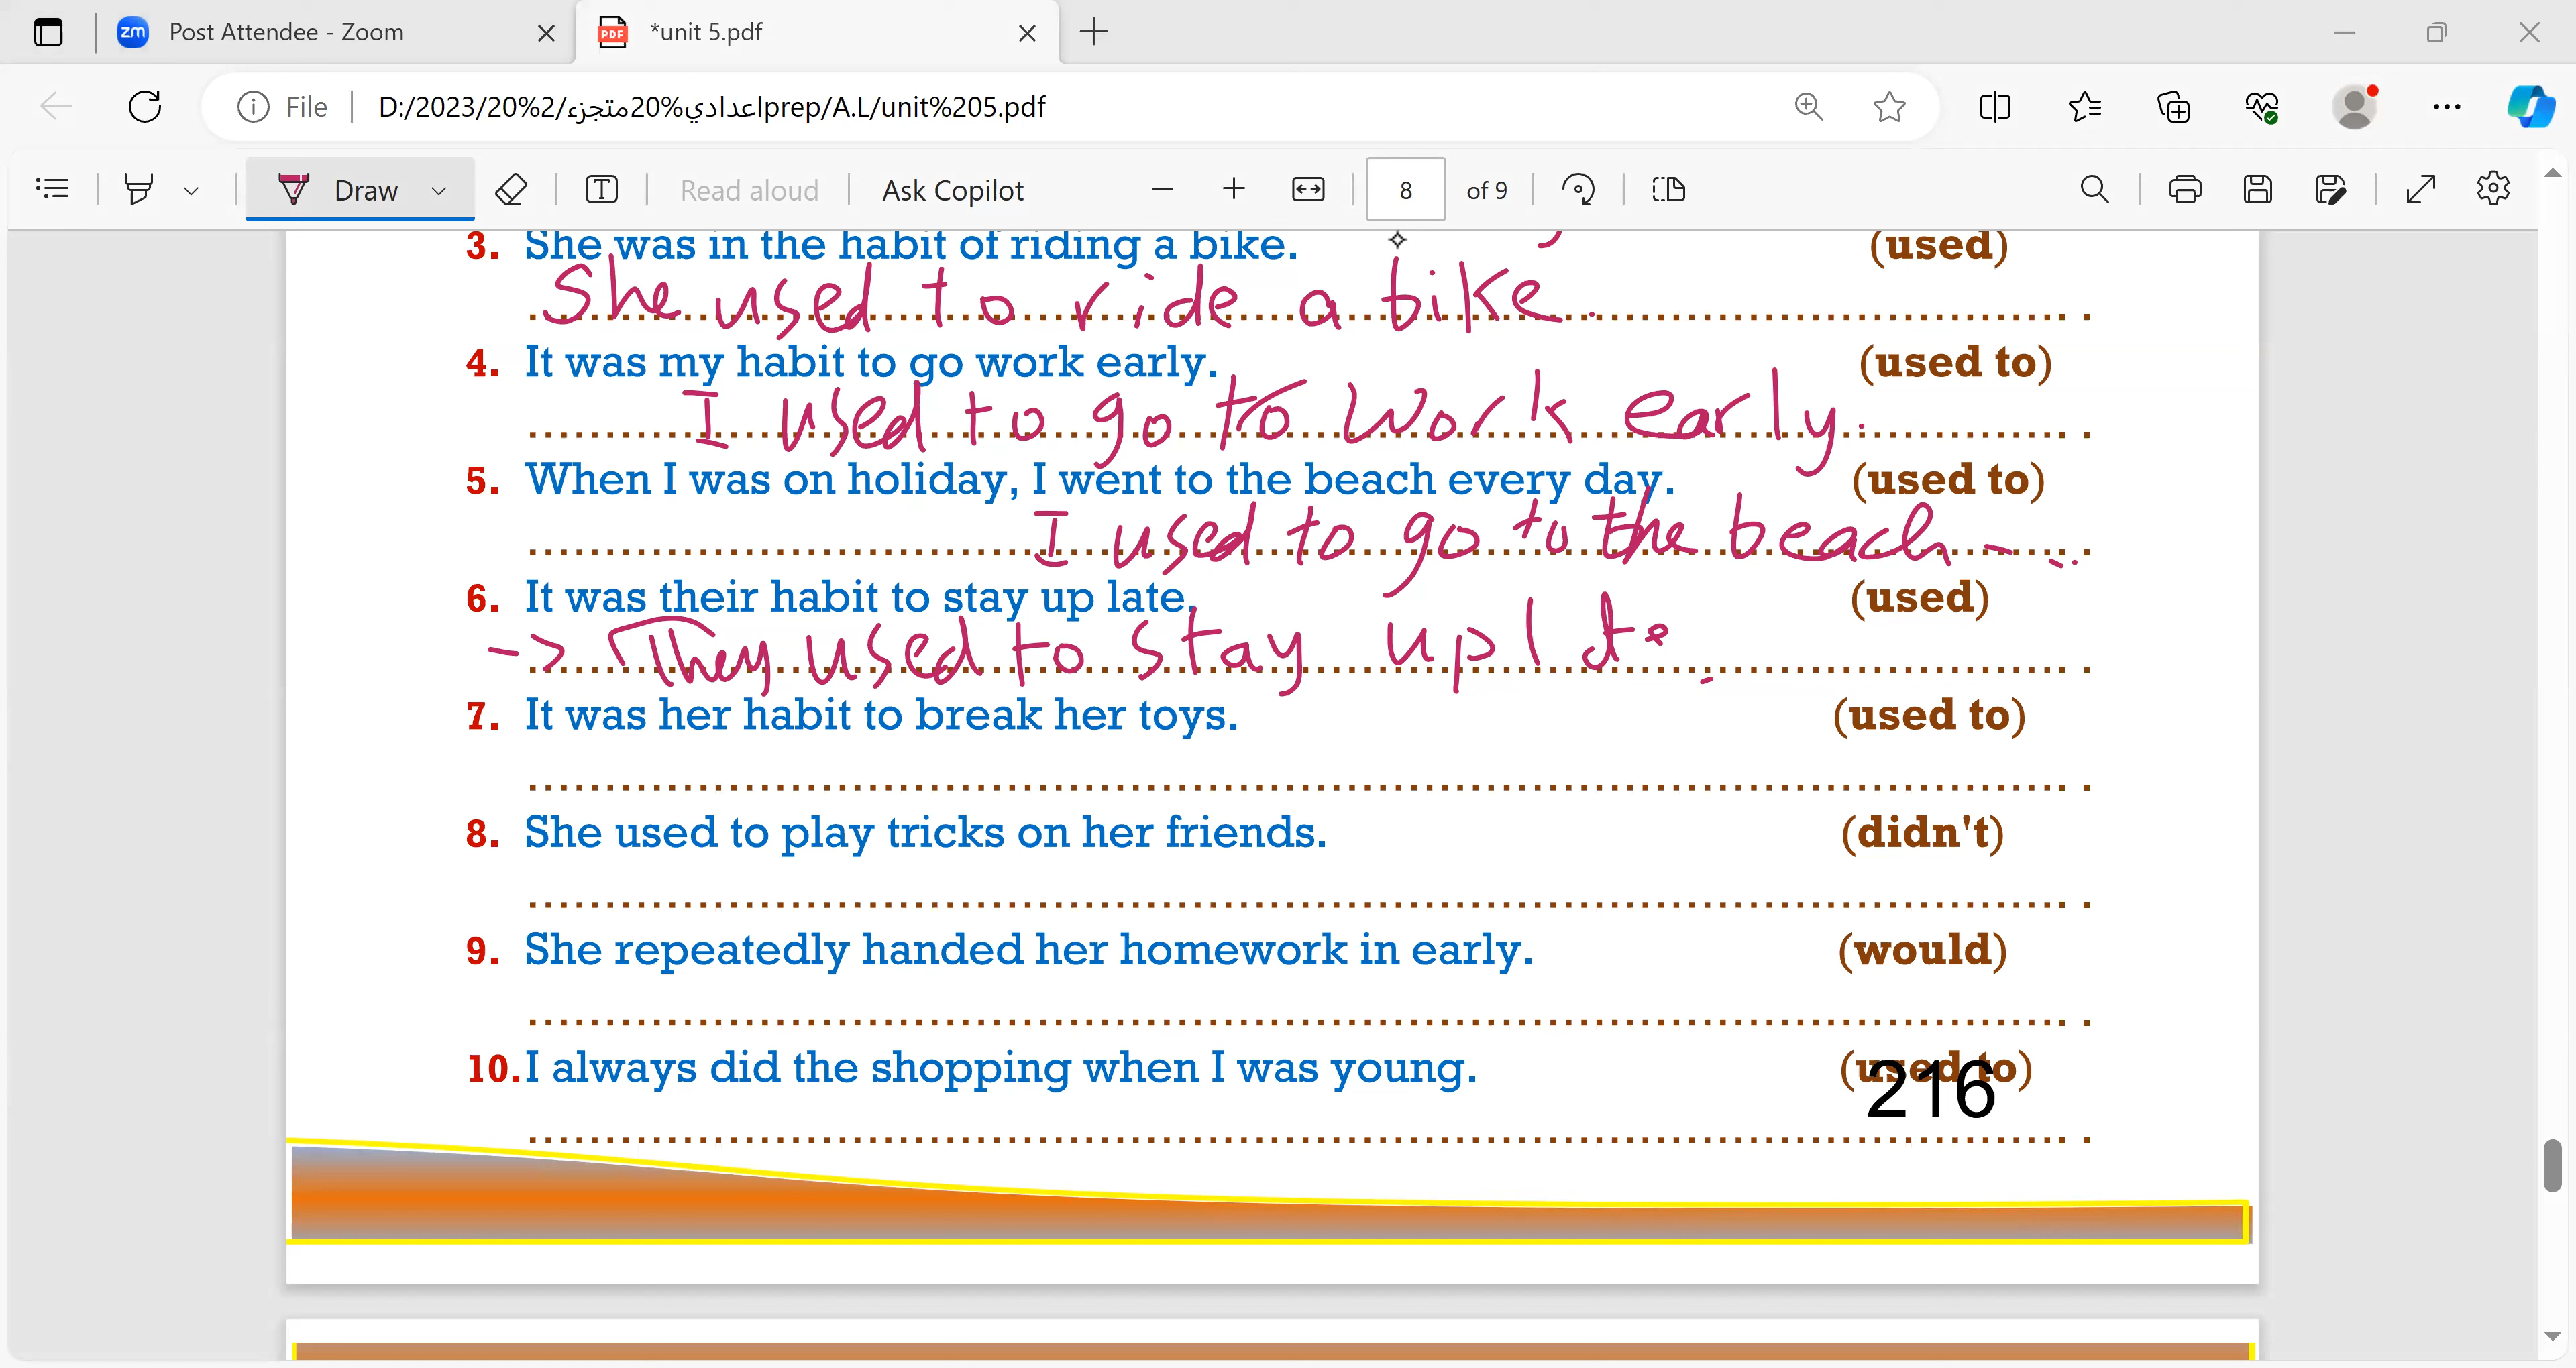 Post Attendee - Zoom
*unit 5.pdf
File
D:/2023/20%2/اعدادي%20متجزء/prep/A.L/unit%205.pdf
Draw
Read aloud
Ask Copilot
8
of 9
3. She was in the habit of riding a bike. (used)
She used to ride a bike.
4. It was my habit to go work early. (used to)
I used to go to work early.
5. When I was on holiday, I went to the beach every day. (used to)
I used to go to the beach - ..
6. It was their habit to stay up late. (used)
-> They used to stay up late.
7. It was her habit to break her toys. (used to)
8. She used to play tricks on her friends. (didn't)
9. She repeatedly handed her homework in early. (would)
10. I always did the shopping when I was young. (used to)
216